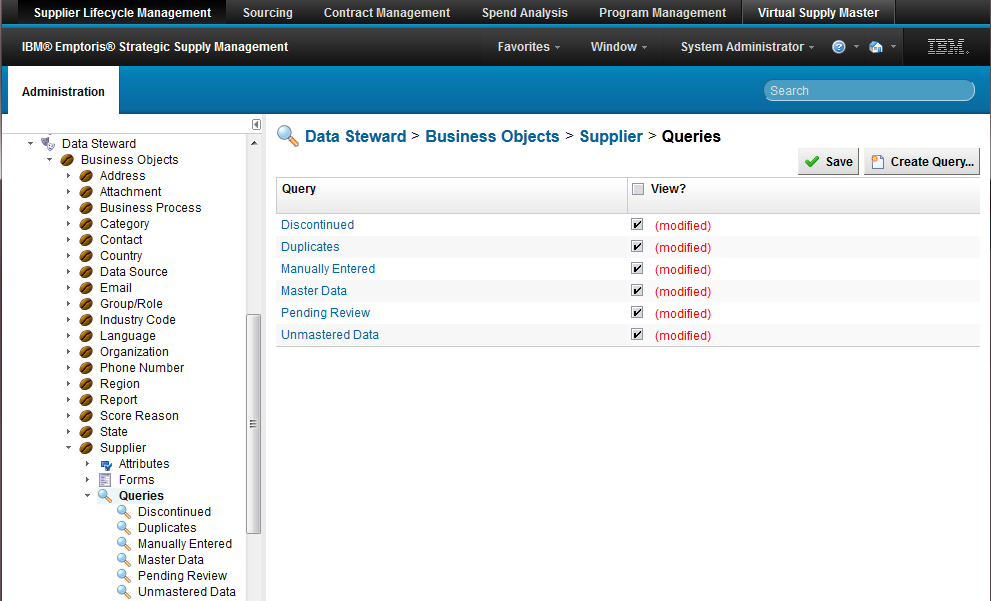 Supplier Lifecycle Management Sourcing Contract Management Spend Analysis Program Management Virtual Supply Master
IBM® Emptoris® Strategic Supply Management Favorites Window System Administrator ? IBM.
Administration Search
Data Steward > Business Objects > Supplier > Queries
Save Create Query...
Query View?
Discontinued (modified)
Duplicates (modified)
Manually Entered (modified)
Master Data (modified)
Pending Review (modified)
Unmastered Data (modified)
Data Steward
Business Objects
Address
Attachment
Business Process
Category
Contact
Country
Data Source
Email
Group/Role
Industry Code
Language
Organization
Phone Number
Region
Report
Score Reason
State
Supplier
Attributes
Forms
Queries
Discontinued
Duplicates
Manually Entered
Master Data
Pending Review
Unmastered Data